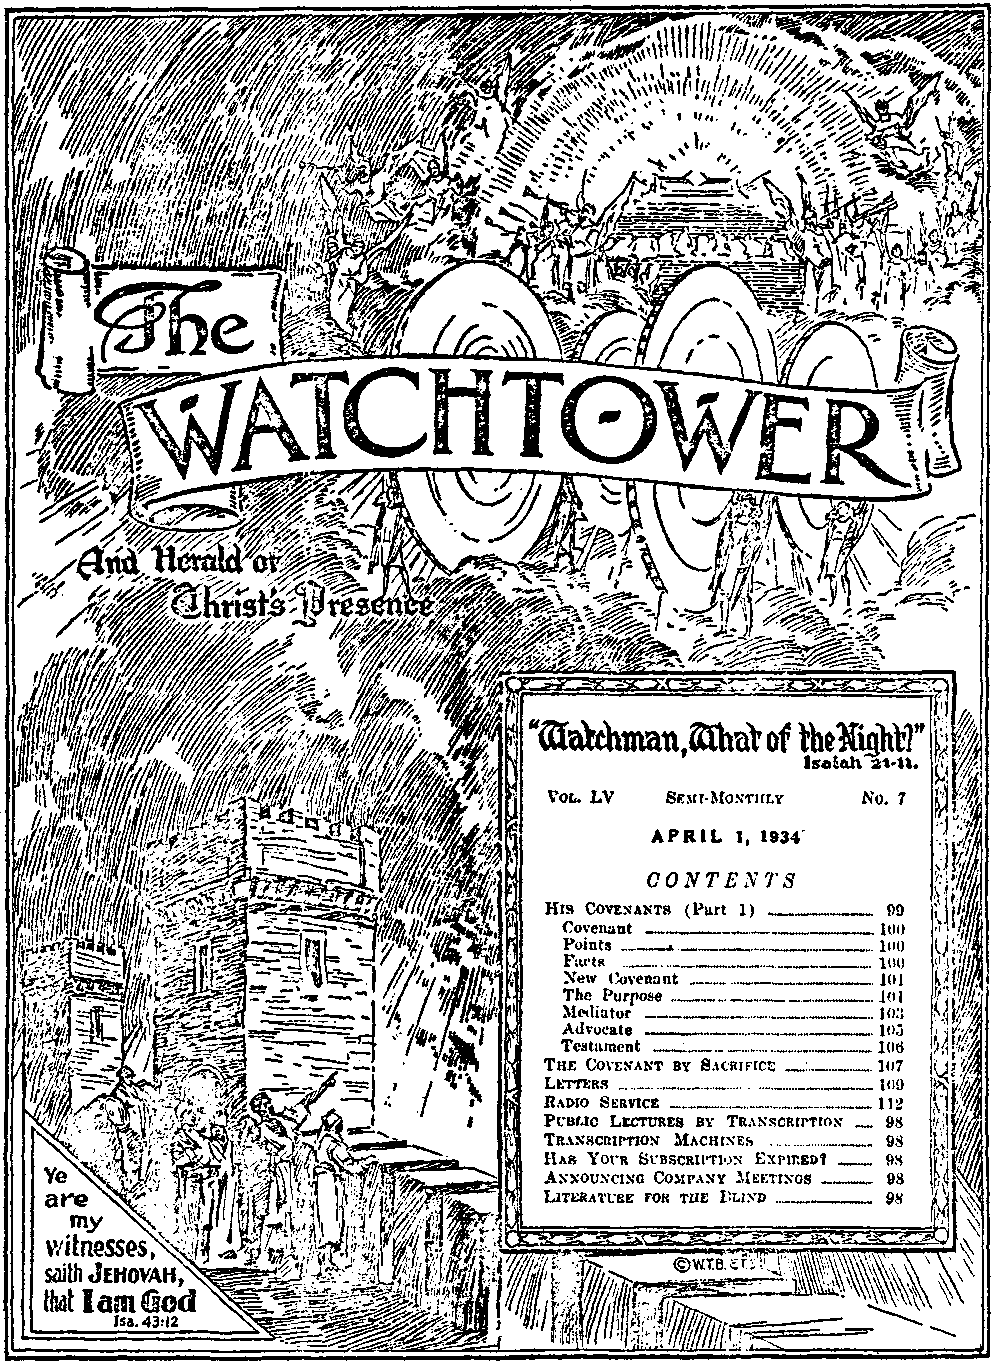 The
WATCHTOWER
And Herald of
Christ's Presence
"Watchman, What of the Night?"
Isaiah 21-11.
VOL. LV SEMI-MONTHLY No. 7
APRIL 1, 1934
CONTENTS
HIS COVENANTS (Part 1) 99
Covenant 100
Points 100
Facts 100
New Covenant 101
The Purpose 101
Mediator 103
Advocate 105
Testament 106
THE COVENANT BY SACRIFICE 107
LETTERS 109
RADIO SERVICE 112
PUBLIC LECTURES BY TRANSCRIPTION 98
TRANSCRIPTION MACHINES 98
HAS YOUR SUBSCRIPTION EXPIRED? 98
ANNOUNCING COMPANY MEETINGS 98
LITERATURE FOR THE BLIND 98
Ye
are
my
witnesses,
saith JEHOVAH,
that I am God
Isa. 43:12
© W.T.B.